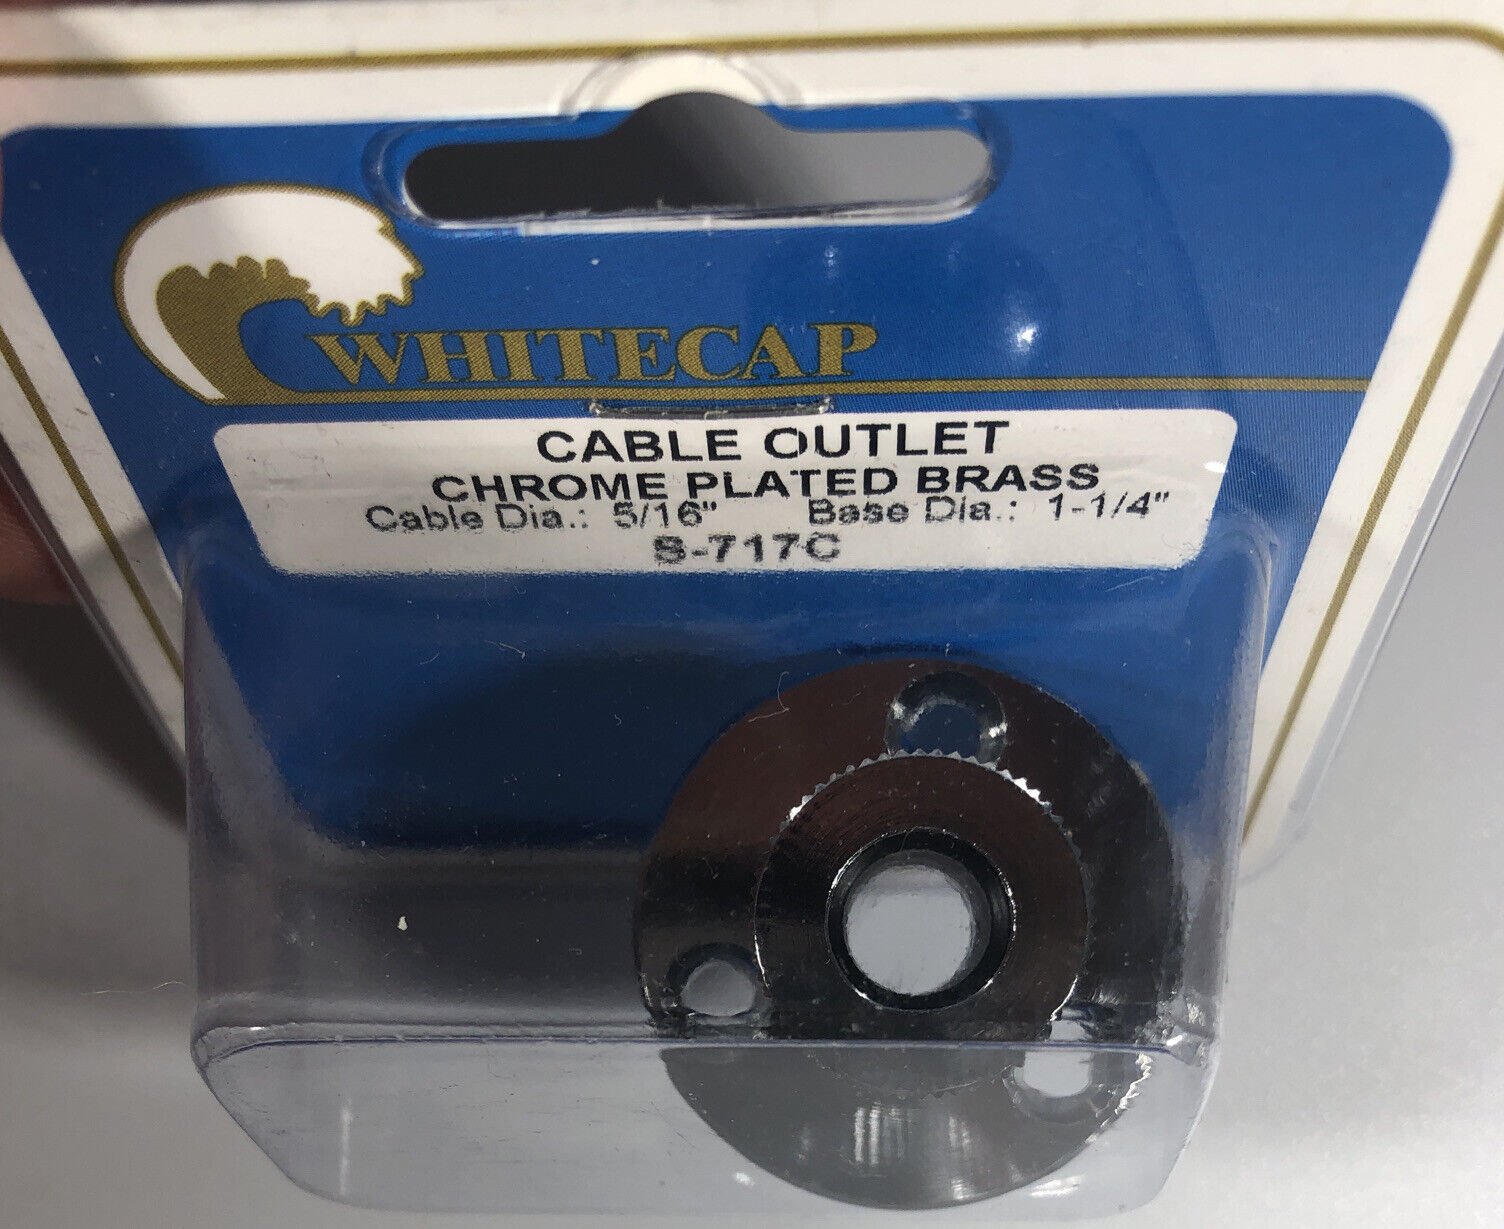 WHITECAP
CABLE OUTLET
CHROME PLATED BRASS
Cable Dia.: 5/16" Base Dia.: 1-1/4"
S-717C